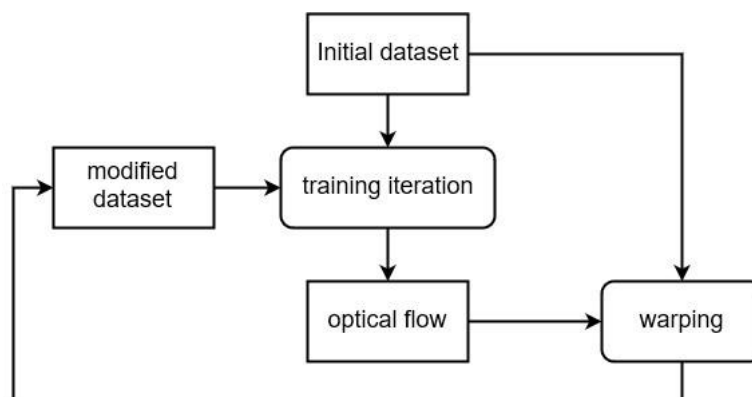 Initial dataset
modified
dataset
training iteration
optical flow
warping